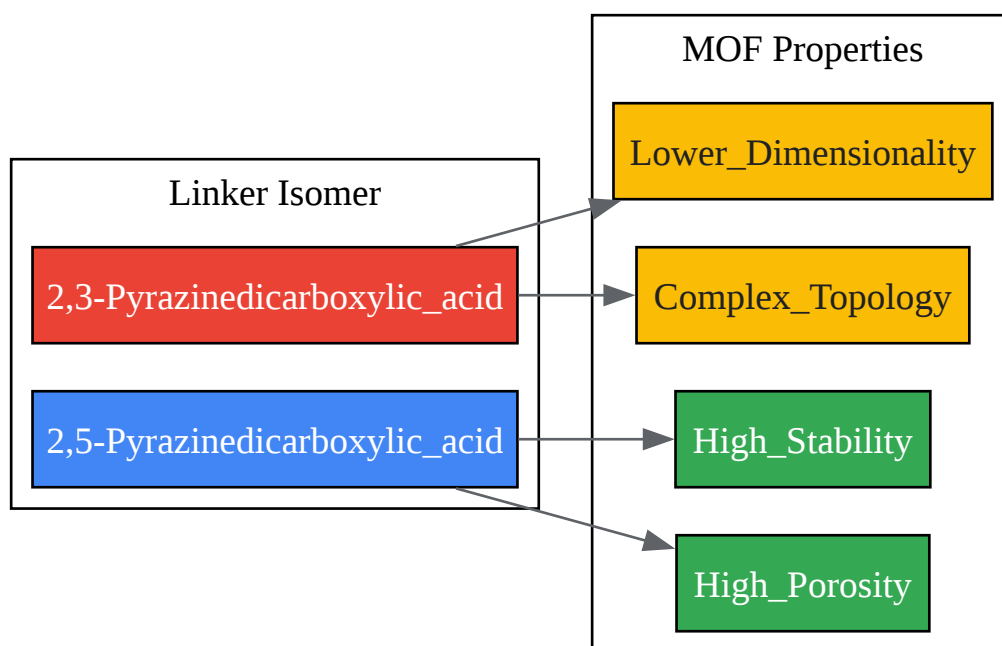 Linker Isomer
2,3-Pyrazinedicarboxylic_acid
2,5-Pyrazinedicarboxylic_acid
MOF Properties
Lower_Dimensionality
Complex_Topology
High_Stability
High_Porosity